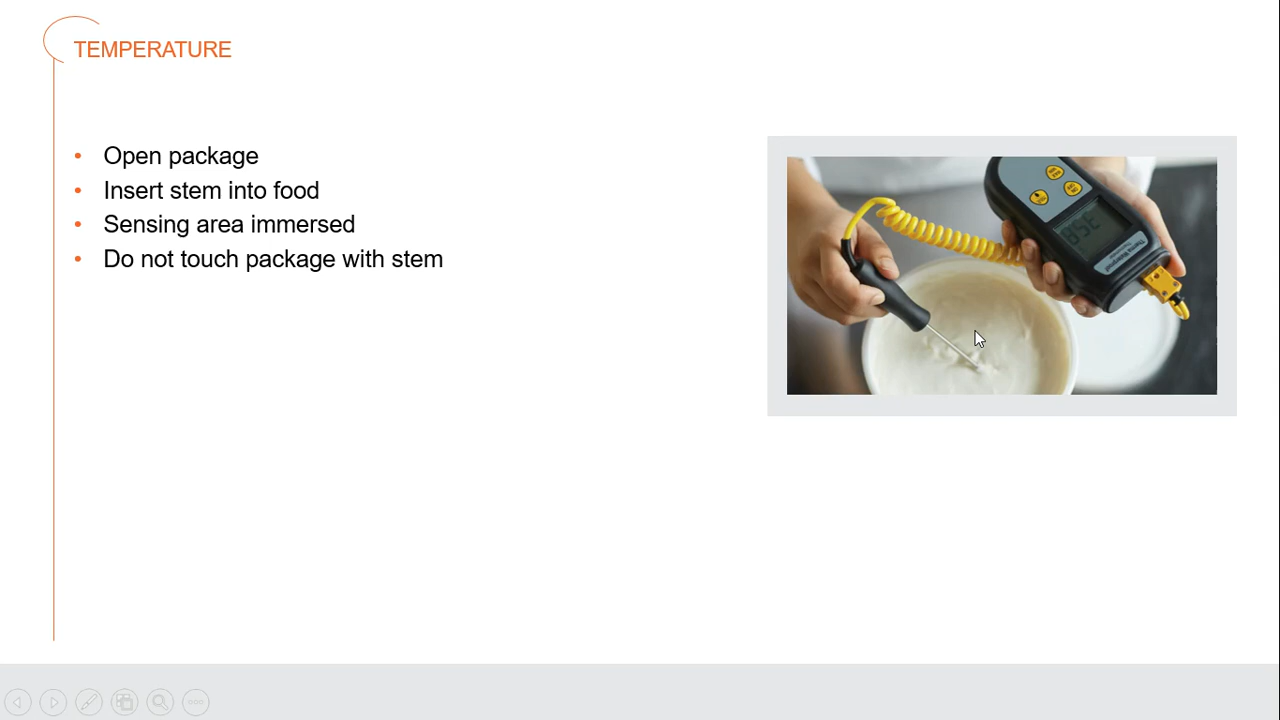 TEMPERATURE
• Open package
• Insert stem into food
• Sensing area immersed
• Do not touch package with stem